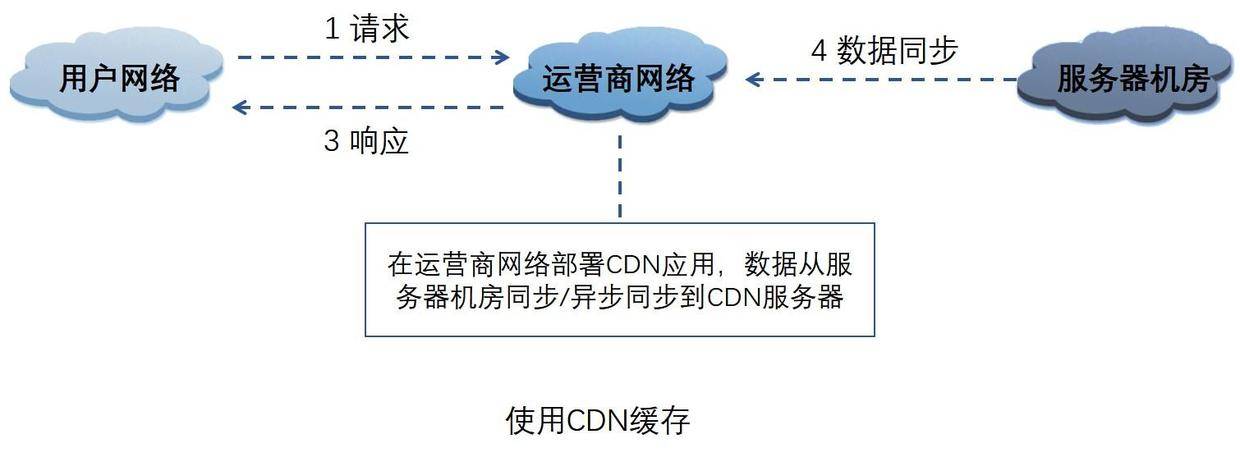 1 请求
用户网络
运营商网络
4 数据同步
服务器机房
3 响应
在运营商网络部署CDN应用，数据从服
务器机房同步/异步同步到CDN服务器
使用CDN缓存